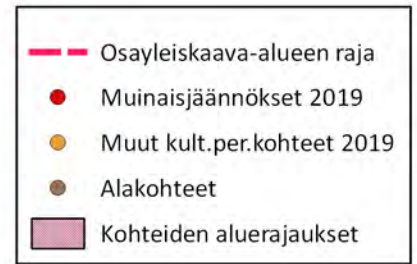 Osayleiskaava-alueen raja
Muinaisjäännökset 2019
Muut kult.per.kohteet 2019
Alakohteet
Kohteiden aluerajaukset